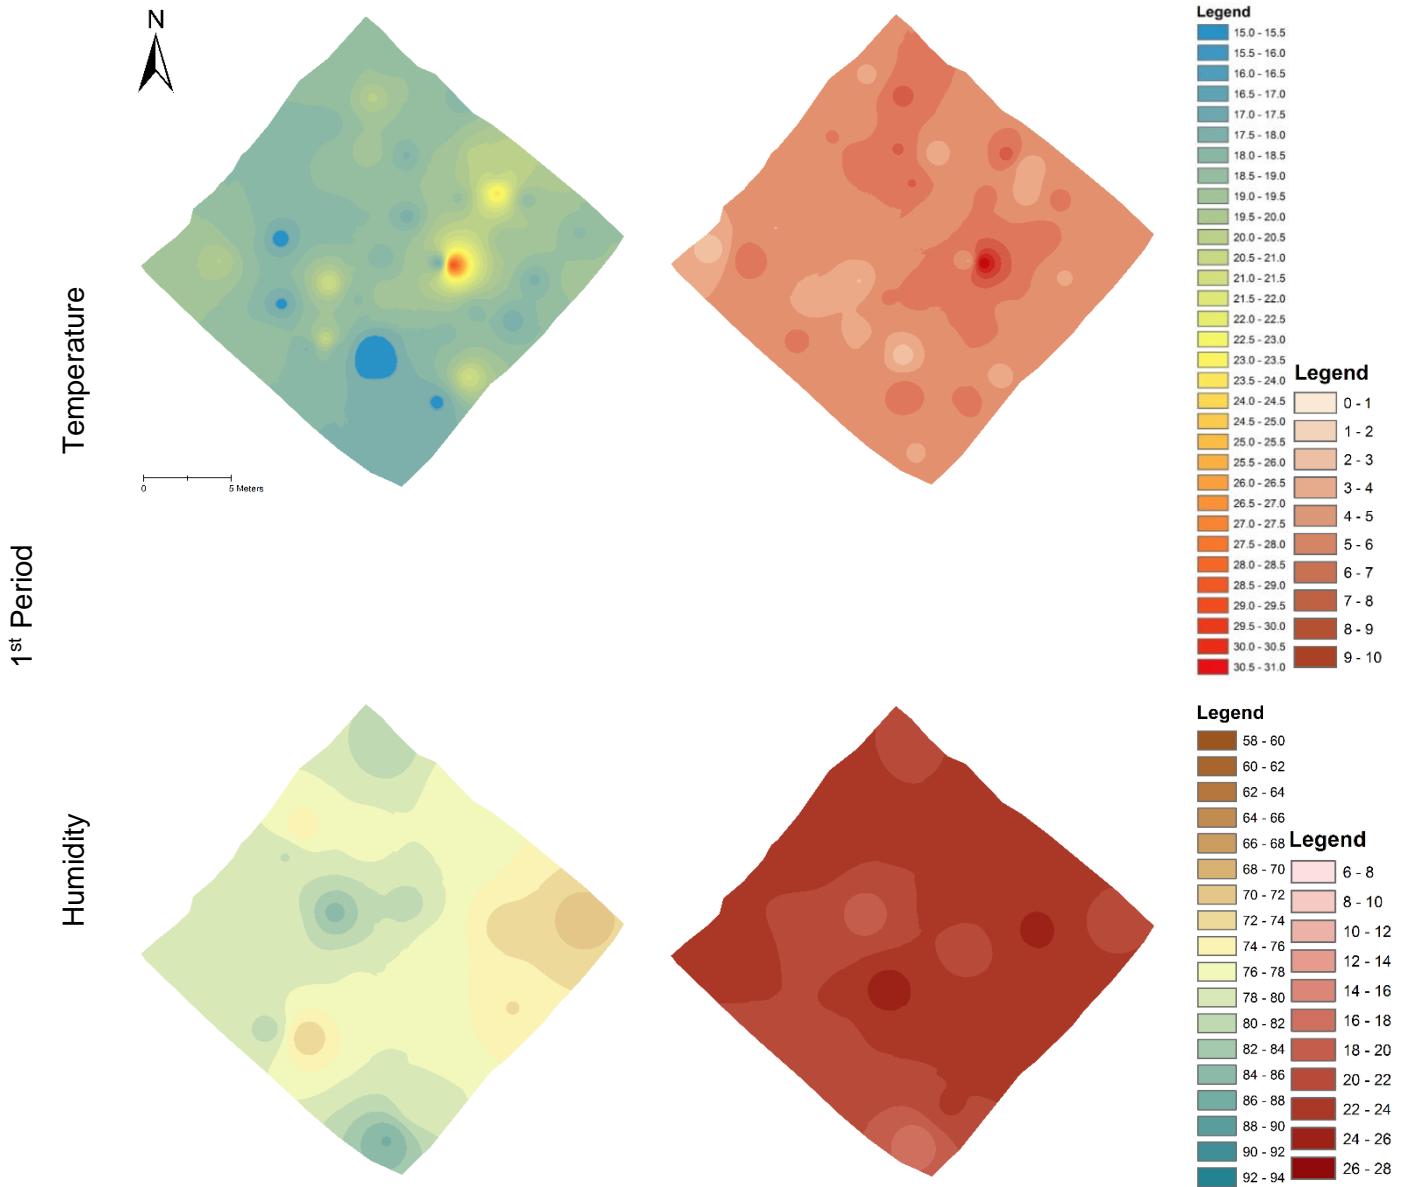 N
Temperature
0 5 Meters
1st Period
Humidity
Legend
15.0 - 15.5
15.5 - 16.0
16.0 - 16.5
16.5 - 17.0
17.0 - 17.5
17.5 - 18.0
18.0 - 18.5
18.5 - 19.0
19.0 - 19.5
19.5 - 20.0
20.0 - 20.5
20.5 - 21.0
21.0 - 21.5
21.5 - 22.0
22.0 - 22.5
22.5 - 23.0
23.0 - 23.5
23.5 - 24.0
24.0 - 24.5
24.5 - 25.0
25.0 - 25.5
25.5 - 26.0
26.0 - 26.5
26.5 - 27.0
27.0 - 27.5
27.5 - 28.0
28.0 - 28.5
28.5 - 29.0
29.0 - 29.5
29.5 - 30.0
30.0 - 30.5
30.5 - 31.0
Legend
0 - 1
1 - 2
2 - 3
3 - 4
4 - 5
5 - 6
6 - 7
7 - 8
8 - 9
9 - 10
Legend
58 - 60
60 - 62
62 - 64
64 - 66
66 - 68
68 - 70
70 - 72
72 - 74
74 - 76
76 - 78
78 - 80
80 - 82
82 - 84
84 - 86
86 - 88
88 - 90
90 - 92
92 - 94
Legend
6 - 8
8 - 10
10 - 12
12 - 14
14 - 16
16 - 18
18 - 20
20 - 22
22 - 24
24 - 26
26 - 28